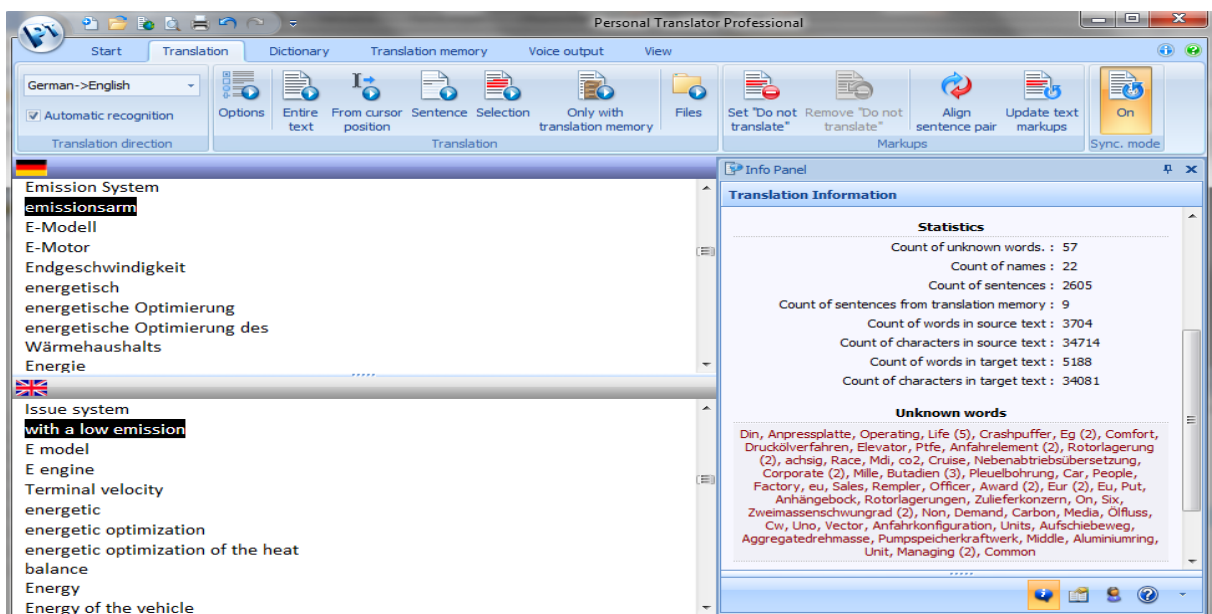 Personal Translator Professional
Start Translation Dictionary Translation memory Voice output View
German->English
Automatic recognition
Translation direction
Options
Entire text
From cursor position
Sentence
Selection
Only with translation memory
Files
Translation
Set "Do not translate"
Remove "Do not translate"
Align sentence pair
Update text markups
Markups
On
Sync. mode
Emission System
emissionsarm
E-Modell
E-Motor
Endgeschwindigkeit
energetisch
energetische Optimierung
energetische Optimierung des
Wärmehaushalts
Energie
Issue system
with a low emission
E model
E engine
Terminal velocity
energetic
energetic optimization
energetic optimization of the heat
balance
Energy
Energy of the vehicle
Info Panel
Translation Information
Statistics
Count of unknown words. : 57
Count of names : 22
Count of sentences : 2605
Count of sentences from translation memory : 9
Count of words in source text : 3704
Count of characters in source text : 34714
Count of words in target text : 5188
Count of characters in target text : 34081
Unknown words
Din, Anpressplatte, Operating, Life (5), Crashpuffer, Eg (2), Comfort,
Druckölverfahren, Elevator, Ptfe, Anfahrelement (2), Rotorlagerung
(2), achsig, Race, Mdi, co2, Cruise, Nebenabtriebsübersetzung,
Corporate (2), Mille, Butadien (3), Pleuelbohrung, Car, People,
Factory, eu, Sales, Rempler, Officer, Award (2), Eur (2), Eu, Put,
Anhängebock, Rotorlagerungen, Zulieferkonzern, On, Six,
Zweimassenschwungrad (2), Non, Demand, Carbon, Media, Ölfluss,
Cw, Uno, Vector, Anfahrkonfiguration, Units, Aufschiebeweg,
Aggregatedrehmasse, Pumpspeicherkraftwerk, Middle, Aluminiumring,
Unit, Managing (2), Common